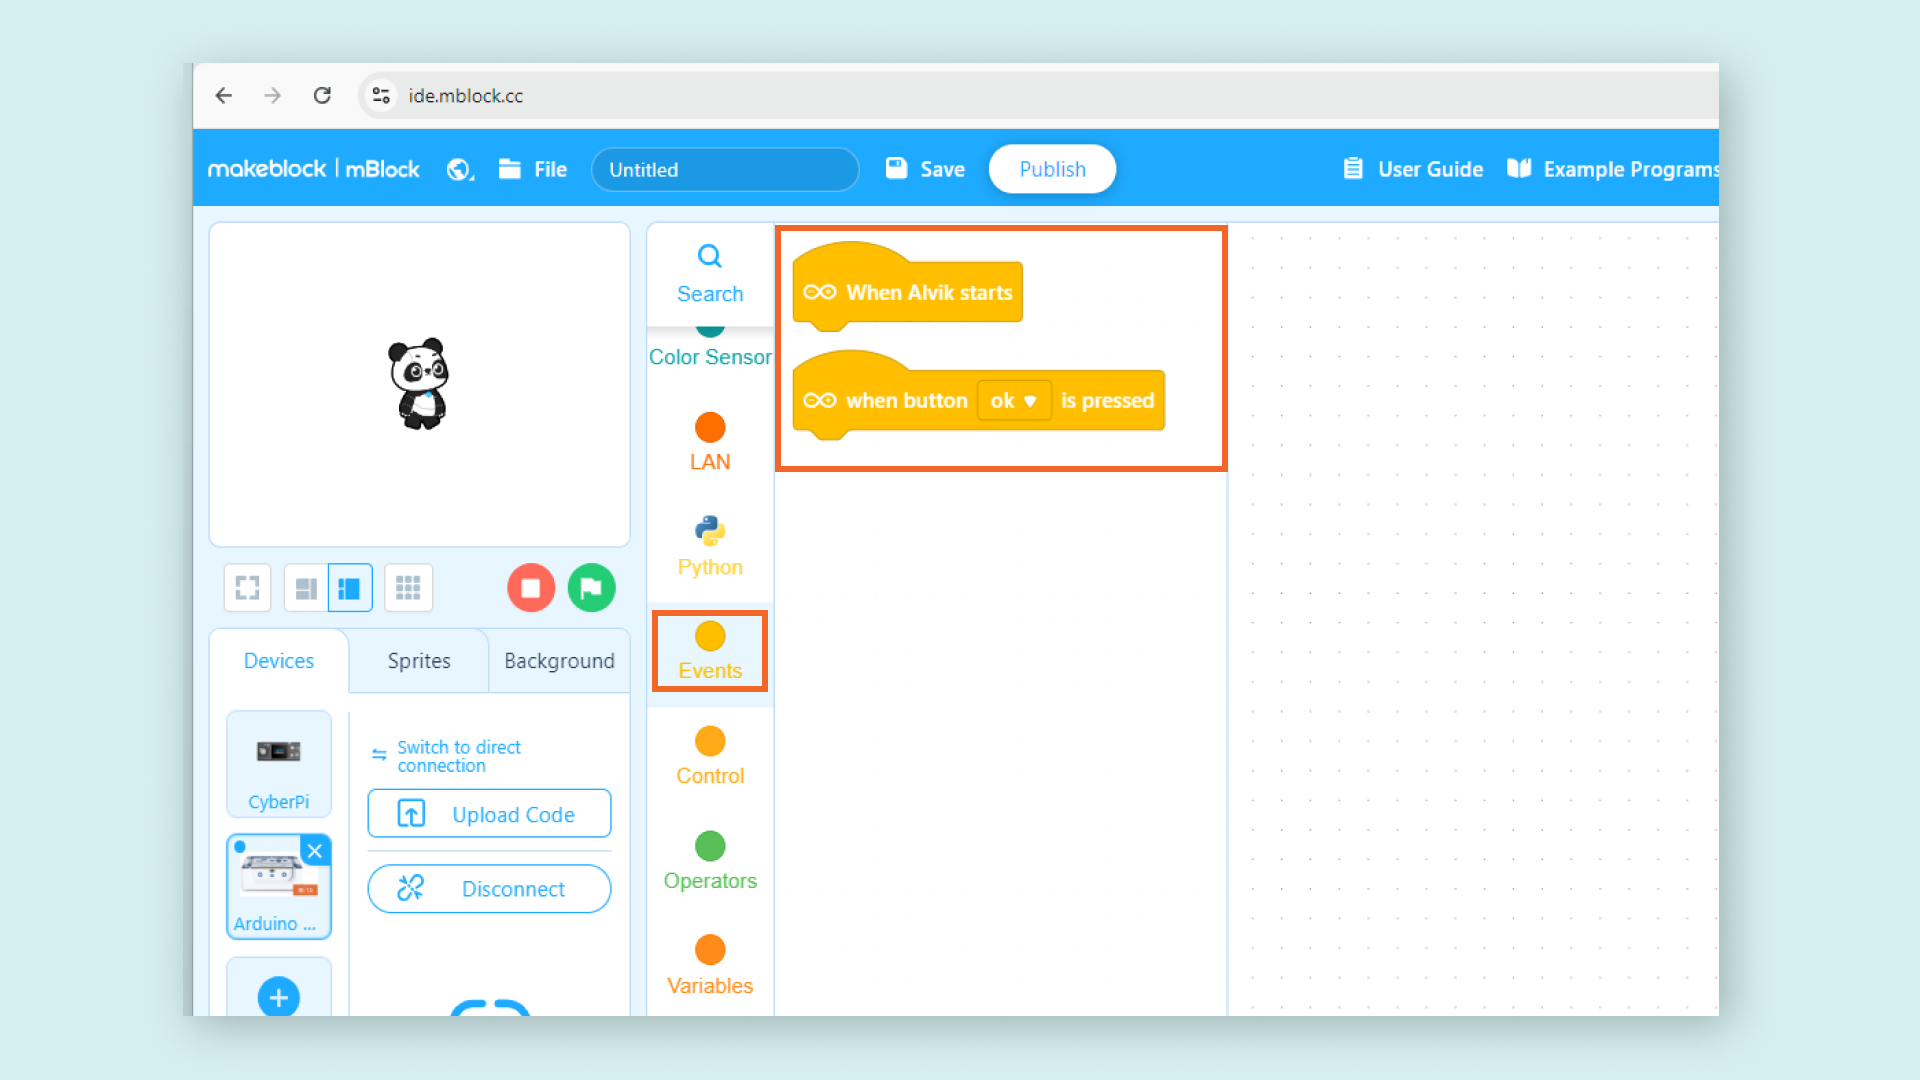 ide.mblock.cc
makeblock | mBlock
File
Untitled
Save
Publish
User Guide
Example Programs
Search
Color Sensor
LAN
Python
Events
Control
Operators
Variables
When Alvik starts
when button ok is pressed
Devices
Sprites
Background
CyberPi
Arduino ...
Switch to direct
connection
Upload Code
Disconnect